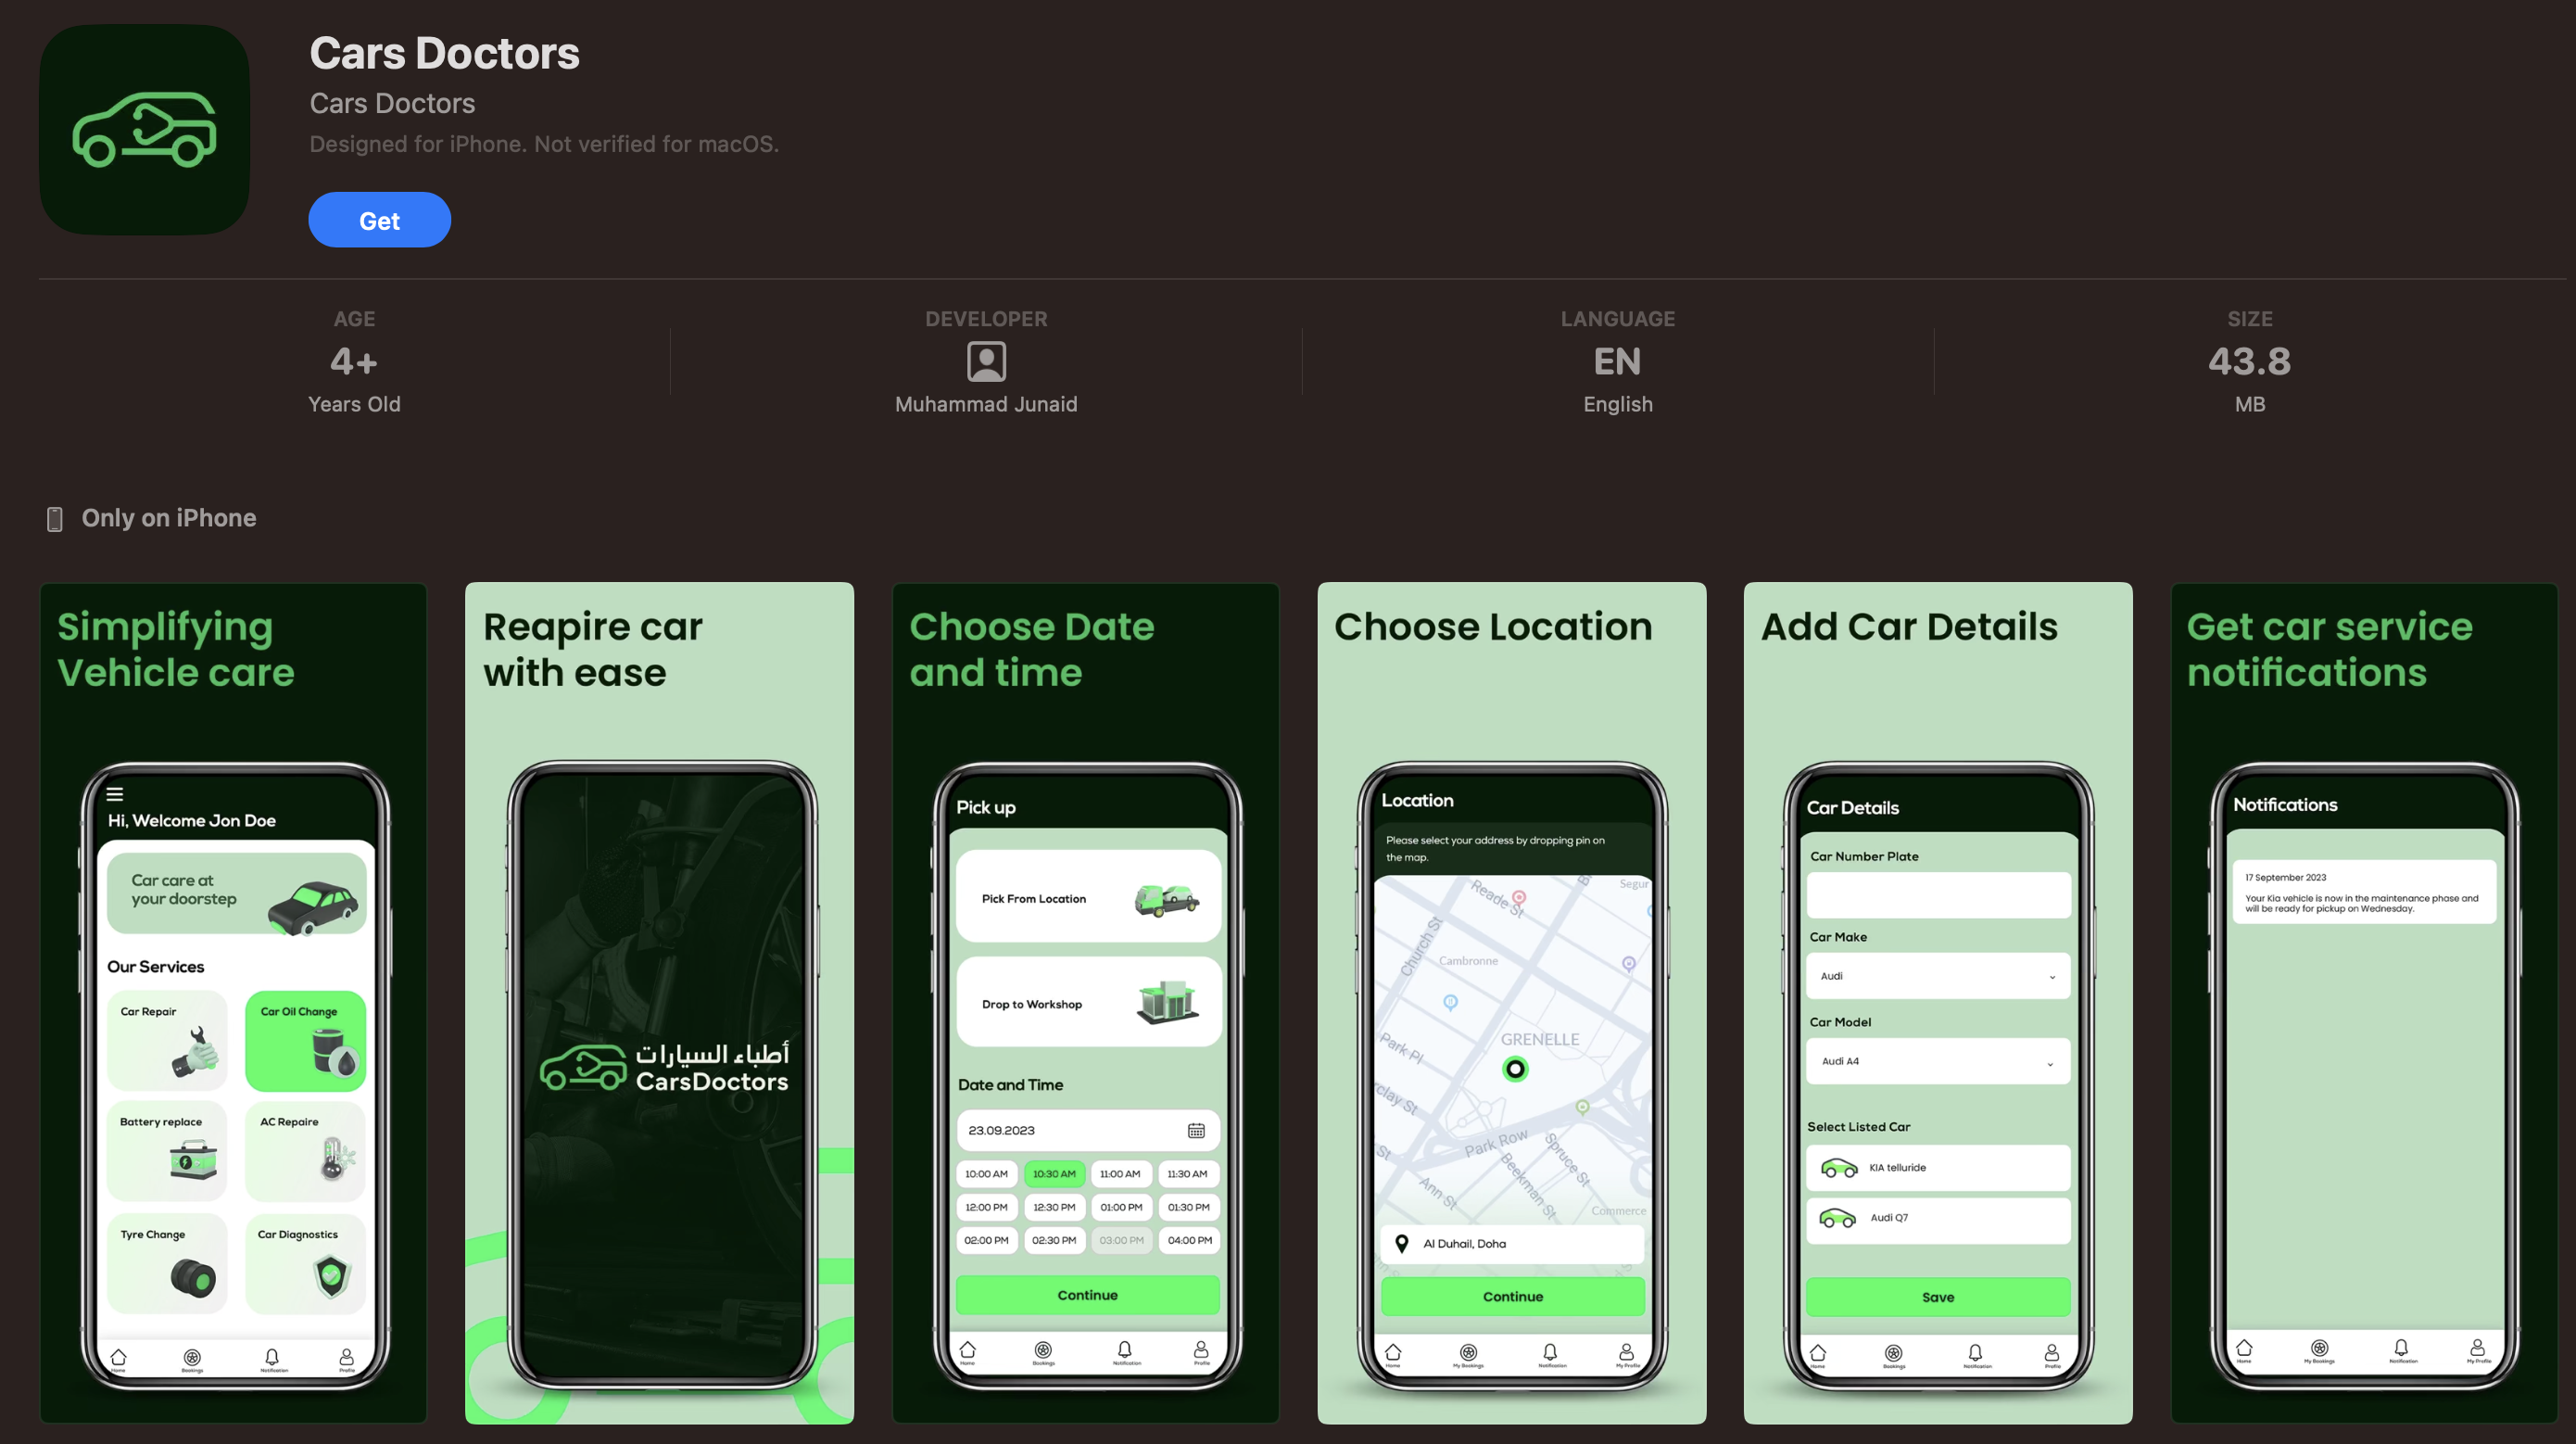 Cars Doctors
Cars Doctors
Designed for iPhone. Not verified for macOS.
Get
AGE
4+
Years Old
DEVELOPER
Muhammad Junaid
LANGUAGE
EN
English
SIZE
43.8
MB
Only on iPhone
Simplifying
Vehicle care
Hi, Welcome Jon Doe
Car care at
your doorstep
Our Services
Car Repair
Car Oil Change
Battery replace
AC Repaire
Tyre Change
Car Diagnostics
Home
Bookings
Notification
Profile
Reapire car
with ease
أطباء السيارات
CarsDoctors
Choose Date
and time
Pick up
Pick From Location
Drop to Workshop
Date and Time
23.09.2023
10:00 AM
10:30 AM
11:00 AM
11:30 AM
12:00 PM
12:30 PM
01:00 PM
01:30 PM
02:00 PM
02:30 PM
03:00 PM
04:00 PM
Continue
Home
Bookings
Notification
Profile
Choose Location
Location
Please select your address by dropping pin on
the map.
Segur
Reade St
Church St
Cambronne
GRENELLE
Park Pl
clay St
Park Row
Spruce St
Beekman St
Ann St
Commerce
Al Duhail, Doha
Continue
Home
My Bookings
Notification
My Profile
Add Car Details
Car Details
Car Number Plate
Car Make
Audi
Car Model
Audi A4
Select Listed Car
KIA telluride
Audi Q7
Save
Home
Bookings
Notification
Profile
Get car service
notifications
Notifications
17 September 2023
Your Kia vehicle is now in the maintenance phase and
will be ready for pickup on Wednesday.
Home
My Bookings
Notification
My Profile